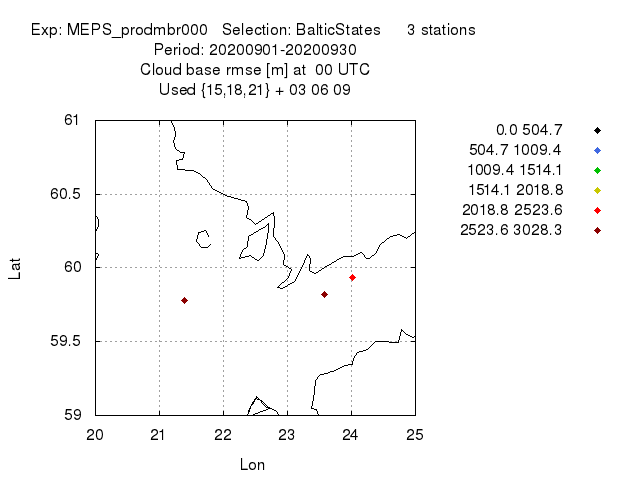 Exp: MEPS_prodmbr000   Selection: BalticStates      3 stations
Period: 20200901-20200930
Cloud base rmse [m] at  00 UTC
Used {15,18,21} + 03 06 09
61
60.5
60
59.5
59
Lat
20 21 22 23 24 25
Lon
0.0 504.7
504.7 1009.4
1009.4 1514.1
1514.1 2018.8
2018.8 2523.6
2523.6 3028.3